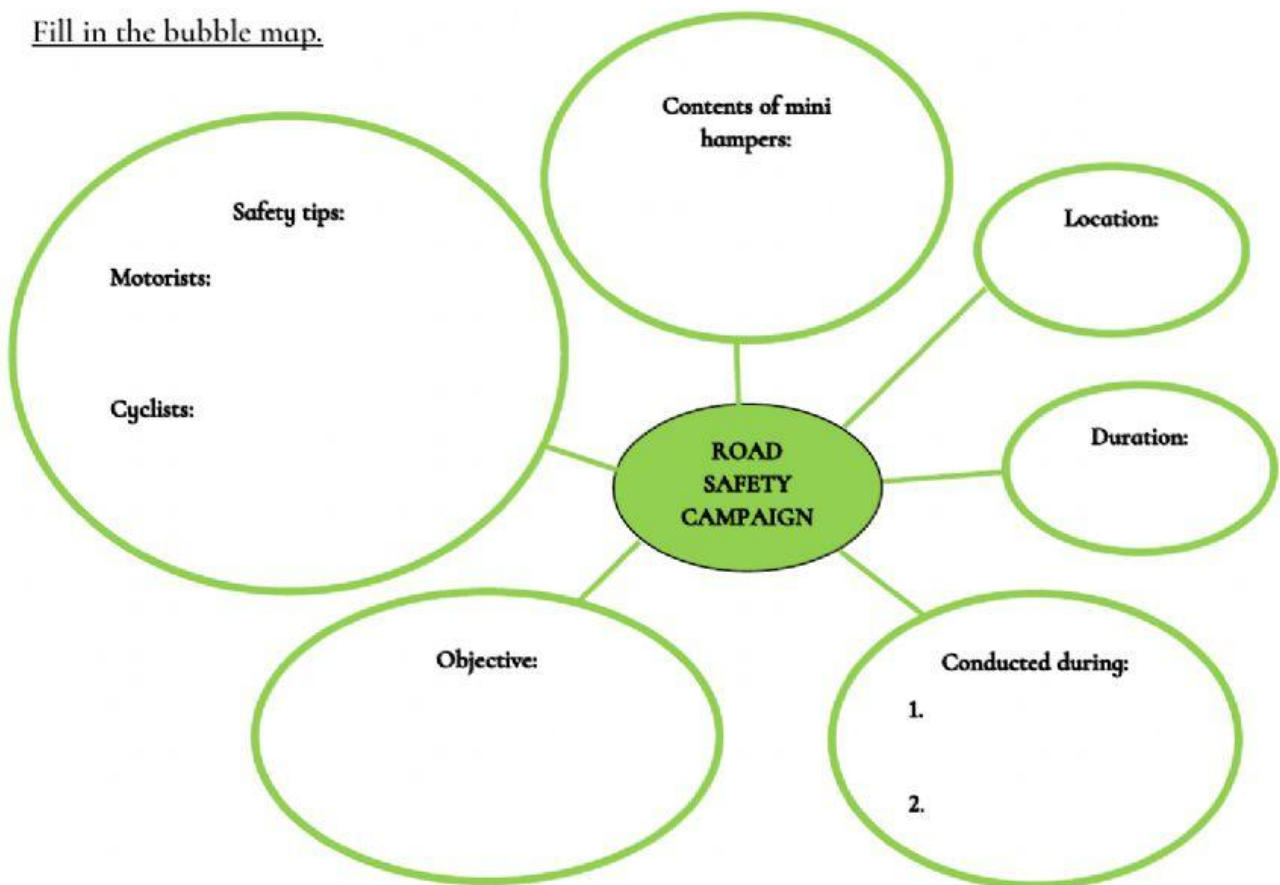 Fill in the bubble map.
Contents of mini
hampers:
Safety tips:
Motorists:
Cyclists:
Location:
Duration:
ROAD
SAFETY
CAMPAIGN
Objective:
Conducted during:
1.
2.